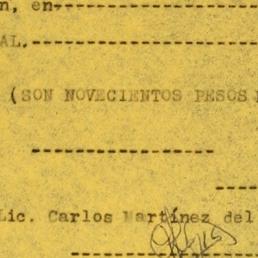 n, en-----------------------
AL.-------------------------
(SON NOVECIENTOS PESOS
-----------------
----
Lic. Carlos Martínez del
-----------------